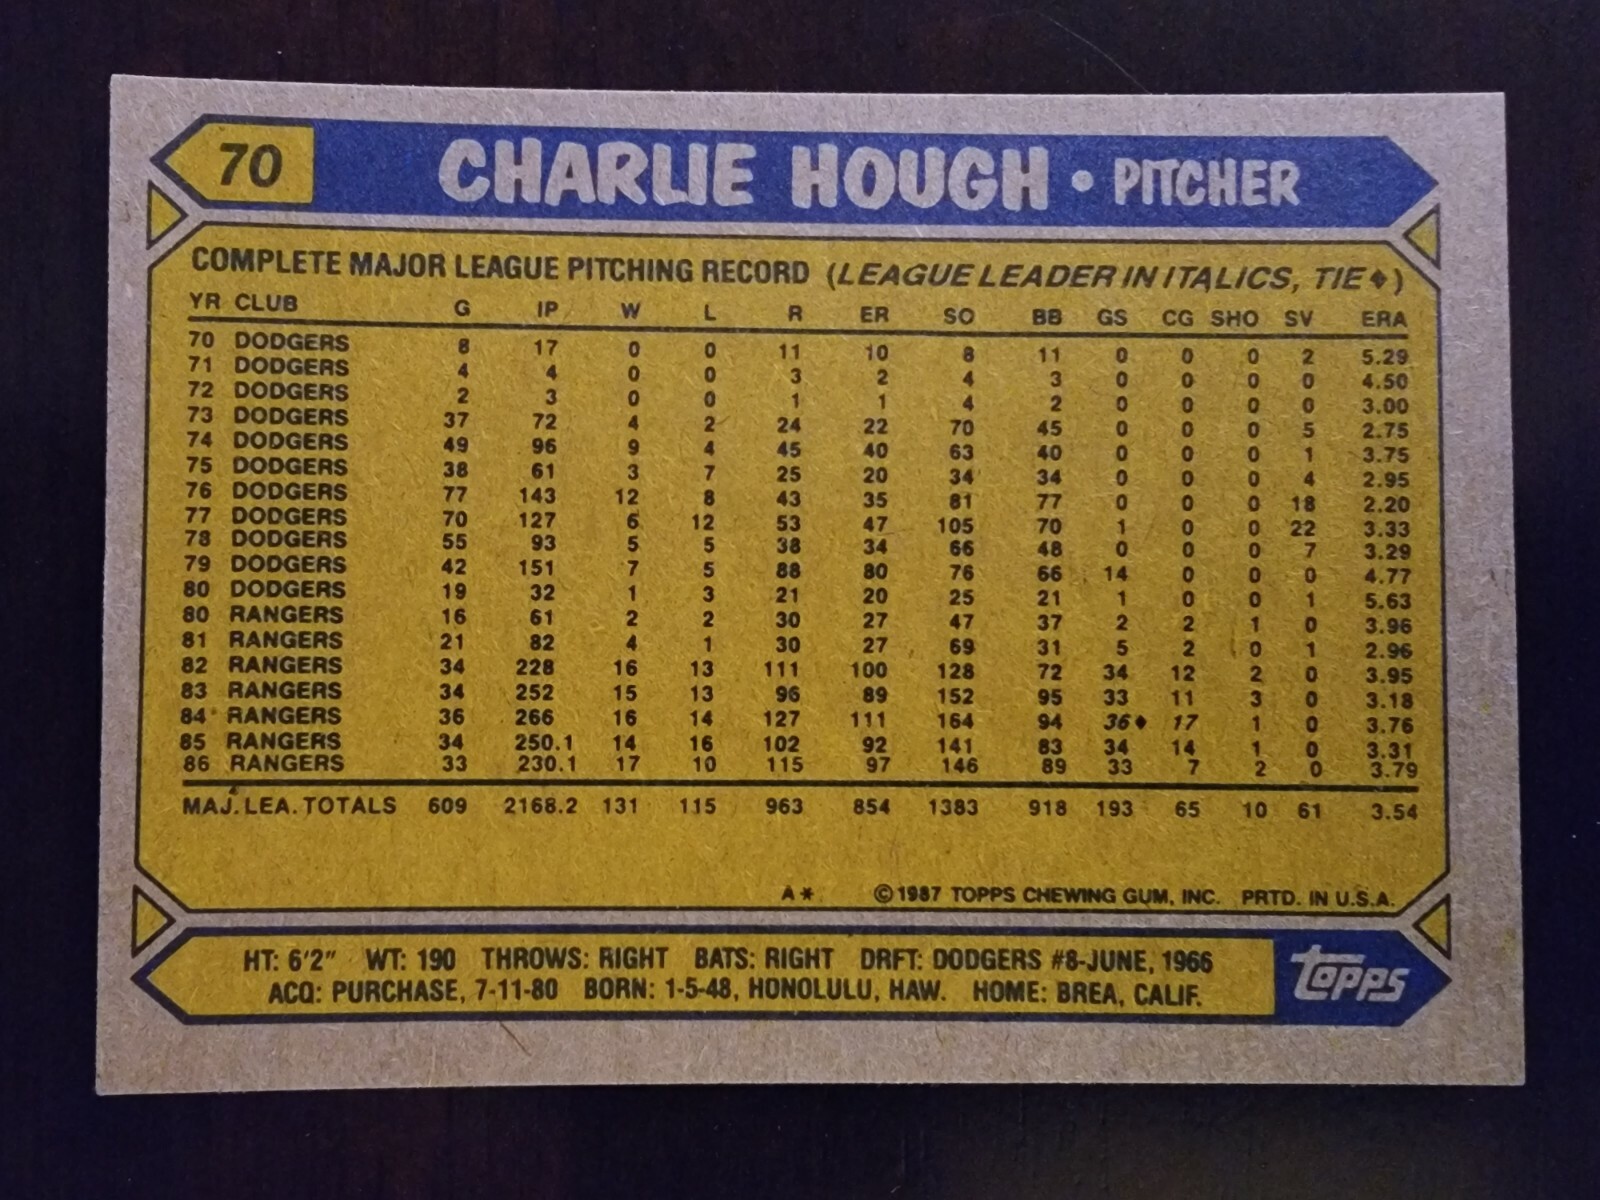 70 CHARLIE HOUGH • PITCHER
COMPLETE MAJOR LEAGUE PITCHING RECORD (LEAGUE LEADER IN ITALICS, TIE♦)
YR CLUB G IP W L R ER SO BB GS CG SHO SV ERA
70 DODGERS 8 17 0 0 11 10 8 11 0 0 0 2 5.29
71 DODGERS 4 4 0 0 3 2 4 3 0 0 0 0 4.50
72 DODGERS 2 3 0 0 1 1 4 2 0 0 0 0 3.00
73 DODGERS 37 72 4 2 24 22 70 45 0 0 0 5 2.75
74 DODGERS 49 96 9 4 45 40 63 40 0 0 0 1 3.75
75 DODGERS 38 61 3 7 25 20 34 34 0 0 0 4 2.95
76 DODGERS 77 143 12 8 43 35 81 77 0 0 0 18 2.20
77 DODGERS 70 127 6 12 53 47 105 70 1 0 0 22 3.33
78 DODGERS 55 93 5 5 38 34 66 48 0 0 0 7 3.29
79 DODGERS 42 151 7 5 88 80 76 66 14 0 0 0 4.77
80 DODGERS 19 32 1 3 21 20 25 21 1 0 0 1 5.63
80 RANGERS 16 61 2 2 30 27 47 37 2 2 1 0 3.96
81 RANGERS 21 82 4 1 30 27 69 31 5 2 0 1 2.96
82 RANGERS 34 228 16 13 111 100 128 72 34 12 2 0 3.95
83 RANGERS 34 252 15 13 96 89 152 95 33 11 3 0 3.18
84 RANGERS 36 266 16 14 127 111 164 94 36♦ 17 1 0 3.76
85 RANGERS 34 250.1 14 16 102 92 141 83 34 14 1 0 3.31
86 RANGERS 33 230.1 17 10 115 97 146 89 33 7 2 0 3.79
MAJ. LEA. TOTALS 609 2168.2 131 115 963 854 1383 918 193 65 10 61 3.54
A* ©1987 TOPPS CHEWING GUM, INC. PRTD. IN U.S.A.
HT: 6'2" WT: 190 THROWS: RIGHT BATS: RIGHT DRFT: DODGERS #8-JUNE, 1966
ACQ: PURCHASE, 7-11-80 BORN: 1-5-48, HONOLULU, HAW. HOME: BREA, CALIF.
topps